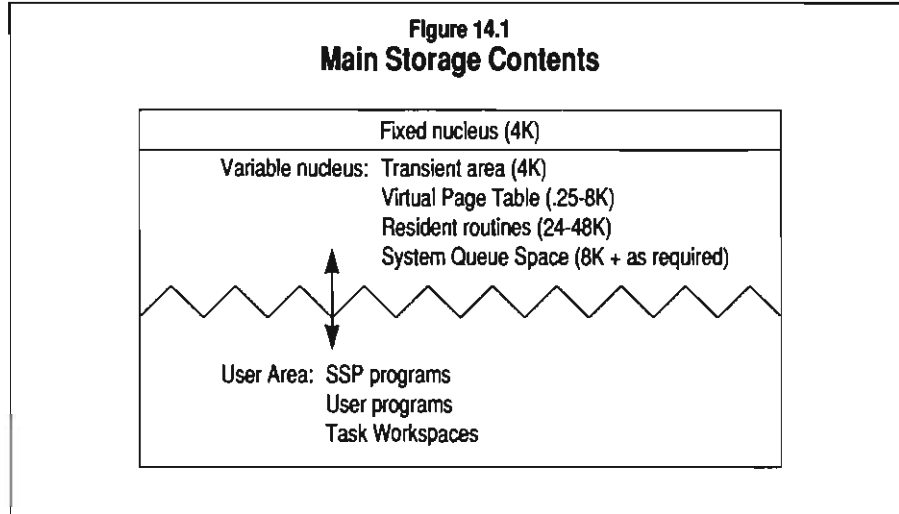 Figure 14.1
Main Storage Contents
Fixed nucleus (4K)
Variable nucleus: Transient area (4K)
Virtual Page Table (.25-8K)
Resident routines (24-48K)
System Queue Space (8K + as required)
User Area: SSP programs
User programs
Task Workspaces